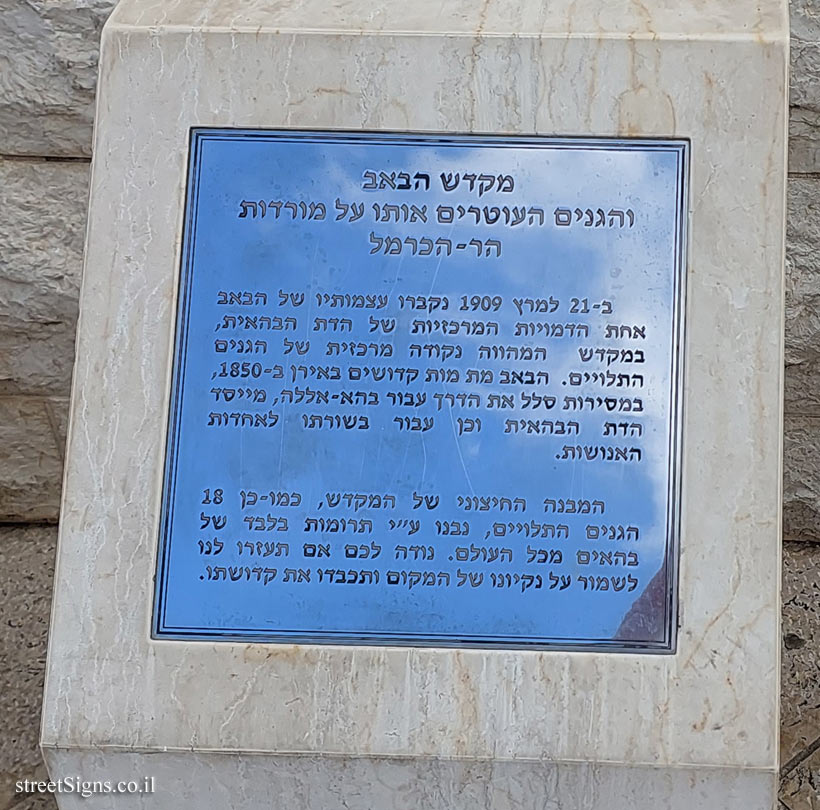 מקדש הבאב
והגנים העוטרים אותו על מורדות
הר-הכרמל
ב-21 למרץ 1909 נקברו עצמותיו של הבאב
אחת הדמויות המרכזיות של הדת הבהאית,
במקדש המהווה נקודה מרכזית של הגנים
התלויים. הבאב מת מות קדושים באירן ב-1850,
במסירות סלל את הדרך עבור בהא-אללה, מייסד
הדת הבהאית וכן עבור בשורתו לאחדות
האנושות.
המבנה החיצוני של המקדש, כמו-כן 18
הגנים התלויים, נבנו ע״י תרומות בלבד של
בהאים מכל העולם. נודה לכם אם תעזרו לנו
לשמור על נקיונו של המקום ותכבדו את קדושתו.
streetSigns.co.il